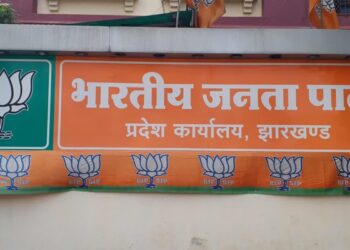 भारतीय जनता पा
प्रदेश कार्यालय, झारखण्ड